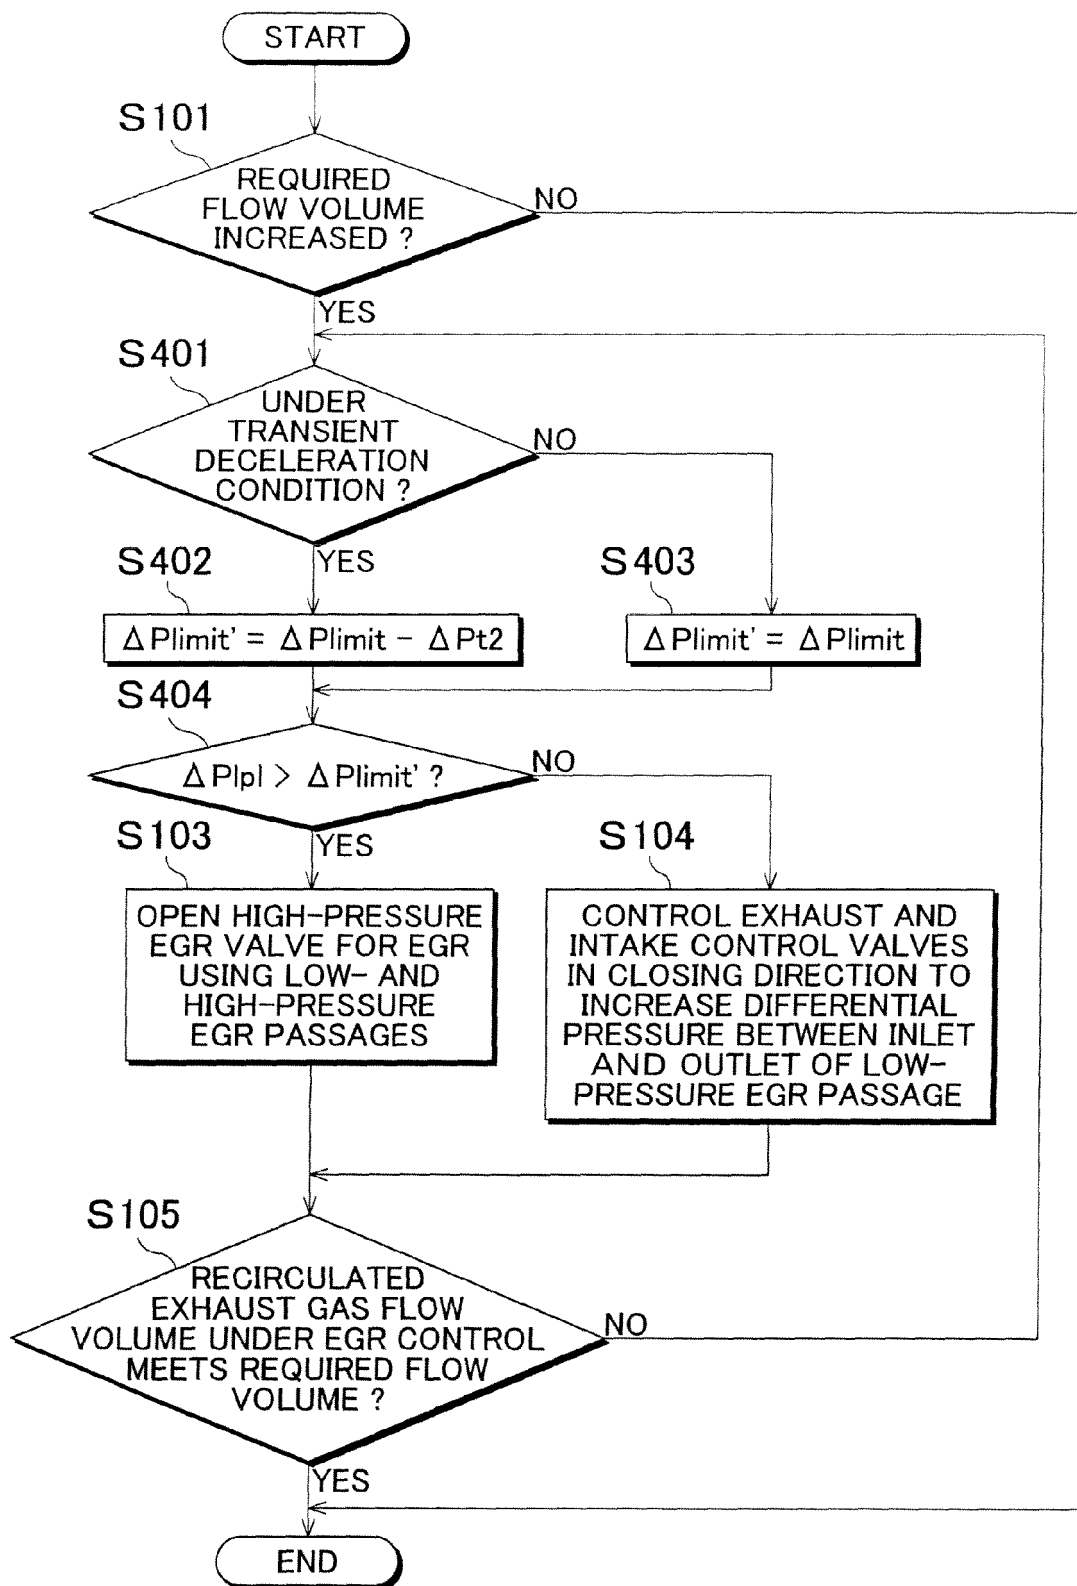 START
S101
REQUIRED
FLOW VOLUME
INCREASED ?
NO
YES
S401
UNDER
TRANSIENT
DECELERATION
CONDITION ?
NO
YES
S402
ΔPlimit' = ΔPlimit - ΔPt2
S403
ΔPlimit' = ΔPlimit
S404
ΔPlpl > ΔPlimit' ?
NO
YES
S103
OPEN HIGH-PRESSURE
EGR VALVE FOR EGR
USING LOW- AND
HIGH-PRESSURE
EGR PASSAGES
S104
CONTROL EXHAUST AND
INTAKE CONTROL VALVES
IN CLOSING DIRECTION TO
INCREASE DIFFERENTIAL
PRESSURE BETWEEN INLET
AND OUTLET OF LOW-
PRESSURE EGR PASSAGE
S105
RECIRCULATED
EXHAUST GAS FLOW
VOLUME UNDER EGR CONTROL
MEETS REQUIRED FLOW
VOLUME ?
NO
YES
END